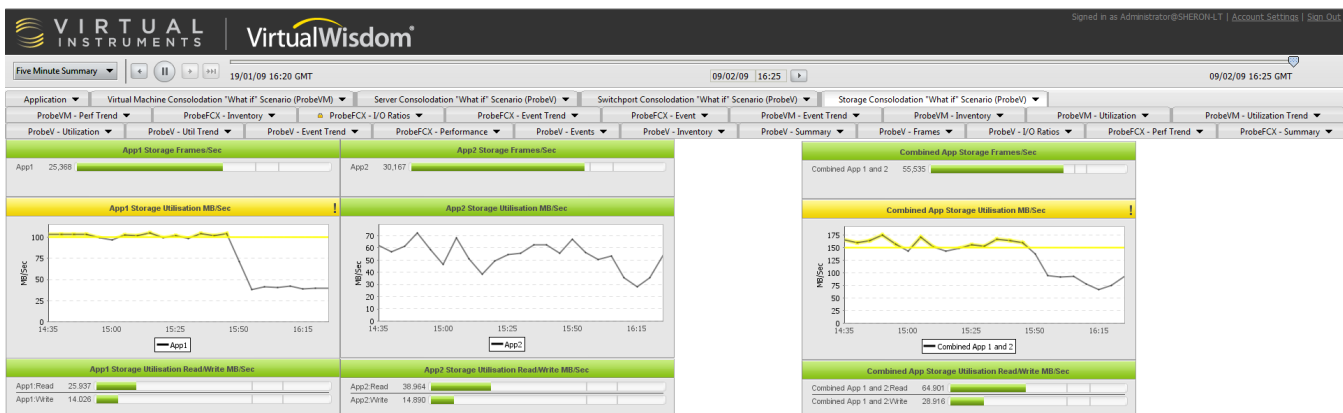 Signed in as Administrator@SHERON-LT | Account Settings | Sign Out
VIRTUAL INSTRUMENTS VirtualWisdom
Five Minute Summary 19/01/09 16:20 GMT 09/02/09 16:25 09/02/09 16:25 GMT
Application Virtual Machine Consolodation "What if" Scenario (ProbeVM) Server Consolodation "What if" Scenario (ProbeV) Switchport Consolodation "What if" Scenario (ProbeV) Storage Consolodation "What if" Scenario (ProbeV)
ProbeVM - Perf Trend ProbeFCX - Inventory ProbeFCX - I/O Ratios ProbeFCX - Event Trend ProbeFCX - Event ProbeVM - Event Trend ProbeVM - Inventory ProbeVM - Utilization ProbeVM - Utilization Trend
ProbeV - Utilization ProbeV - Util Trend ProbeV - Event Trend ProbeFCX - Performance ProbeV - Events ProbeV - Inventory ProbeV - Summary ProbeV - Frames ProbeV - I/O Ratios ProbeFCX - Perf Trend ProbeFCX - Summary
App1 Storage Frames/Sec
App1 25,368
App1 Storage Utilisation MB/Sec !
100
75
50
25
0
MB/Sec
14:35 15:00 15:25 15:50 16:15
App1
App1 Storage Utilisation Read/Write MB/Sec
App1:Read 25.937
App1:Write 14.026
App2 Storage Frames/Sec
App2 30,167
App2 Storage Utilisation MB/Sec
70
60
50
40
30
20
10
0
MB/Sec
14:35 15:00 15:25 15:50 16:15
App2
App2 Storage Utilisation Read/Write MB/Sec
App2:Read 38.964
App2:Write 14.890
Combined App Storage Frames/Sec
Combined App 1 and 2 55,535
Combined App Storage Utilisation MB/Sec !
175
150
125
100
75
50
25
0
MB/Sec
14:35 15:00 15:25 15:50 16:15
Combined App 1 and 2
Combined App Storage Utilisation Read/Write MB/Sec
Combined App 1 and 2:Read 64.901
Combined App 1 and 2:Write 28.916